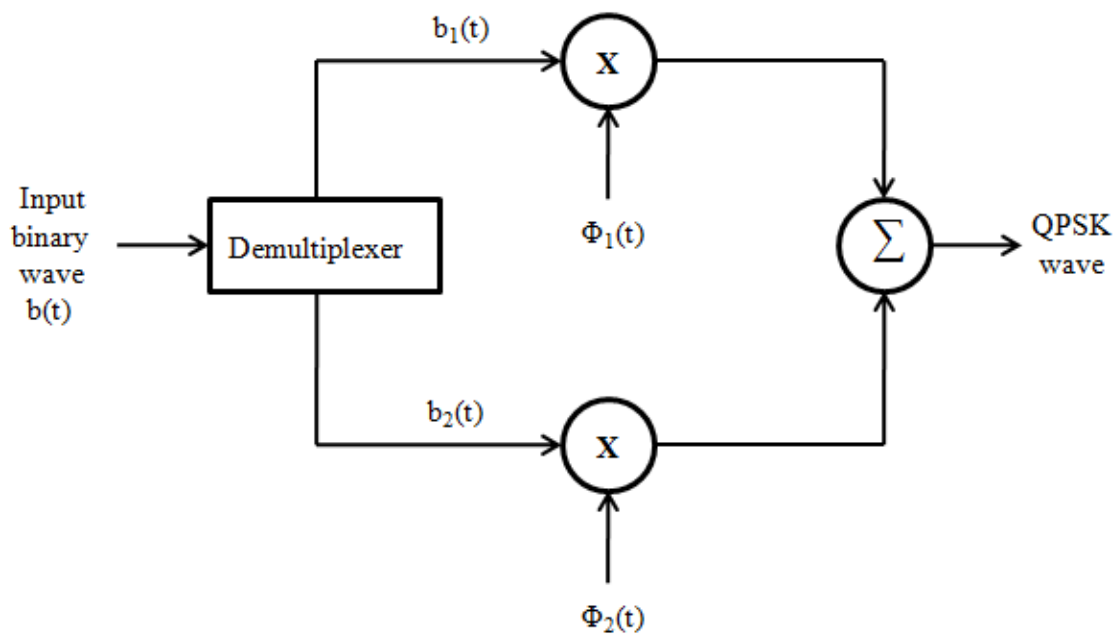 b₁(t)
x
Input
binary
wave
b(t)
Demultiplexer
Φ₁(t)
∑
QPSK
wave
b₂(t)
x
Φ₂(t)